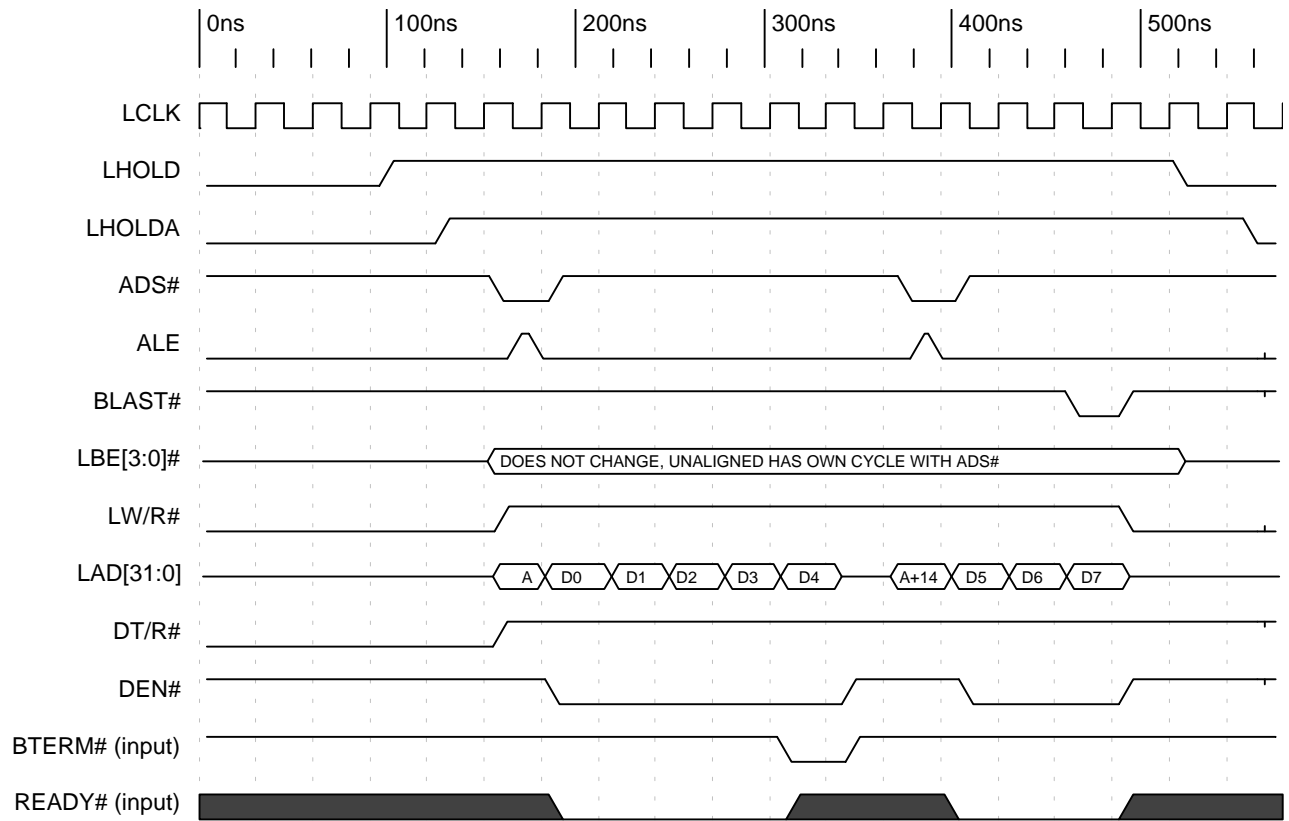 0ns 100ns 200ns 300ns 400ns 500ns
LCLK
LHOLD
LHOLDA
ADS#
ALE
BLAST#
LBE[3:0]# DOES NOT CHANGE, UNALIGNED HAS OWN CYCLE WITH ADS#
LW/R#
LAD[31:0] A D0 D1 D2 D3 D4 A+14 D5 D6 D7
DT/R#
DEN#
BTERM# (input)
READY# (input)